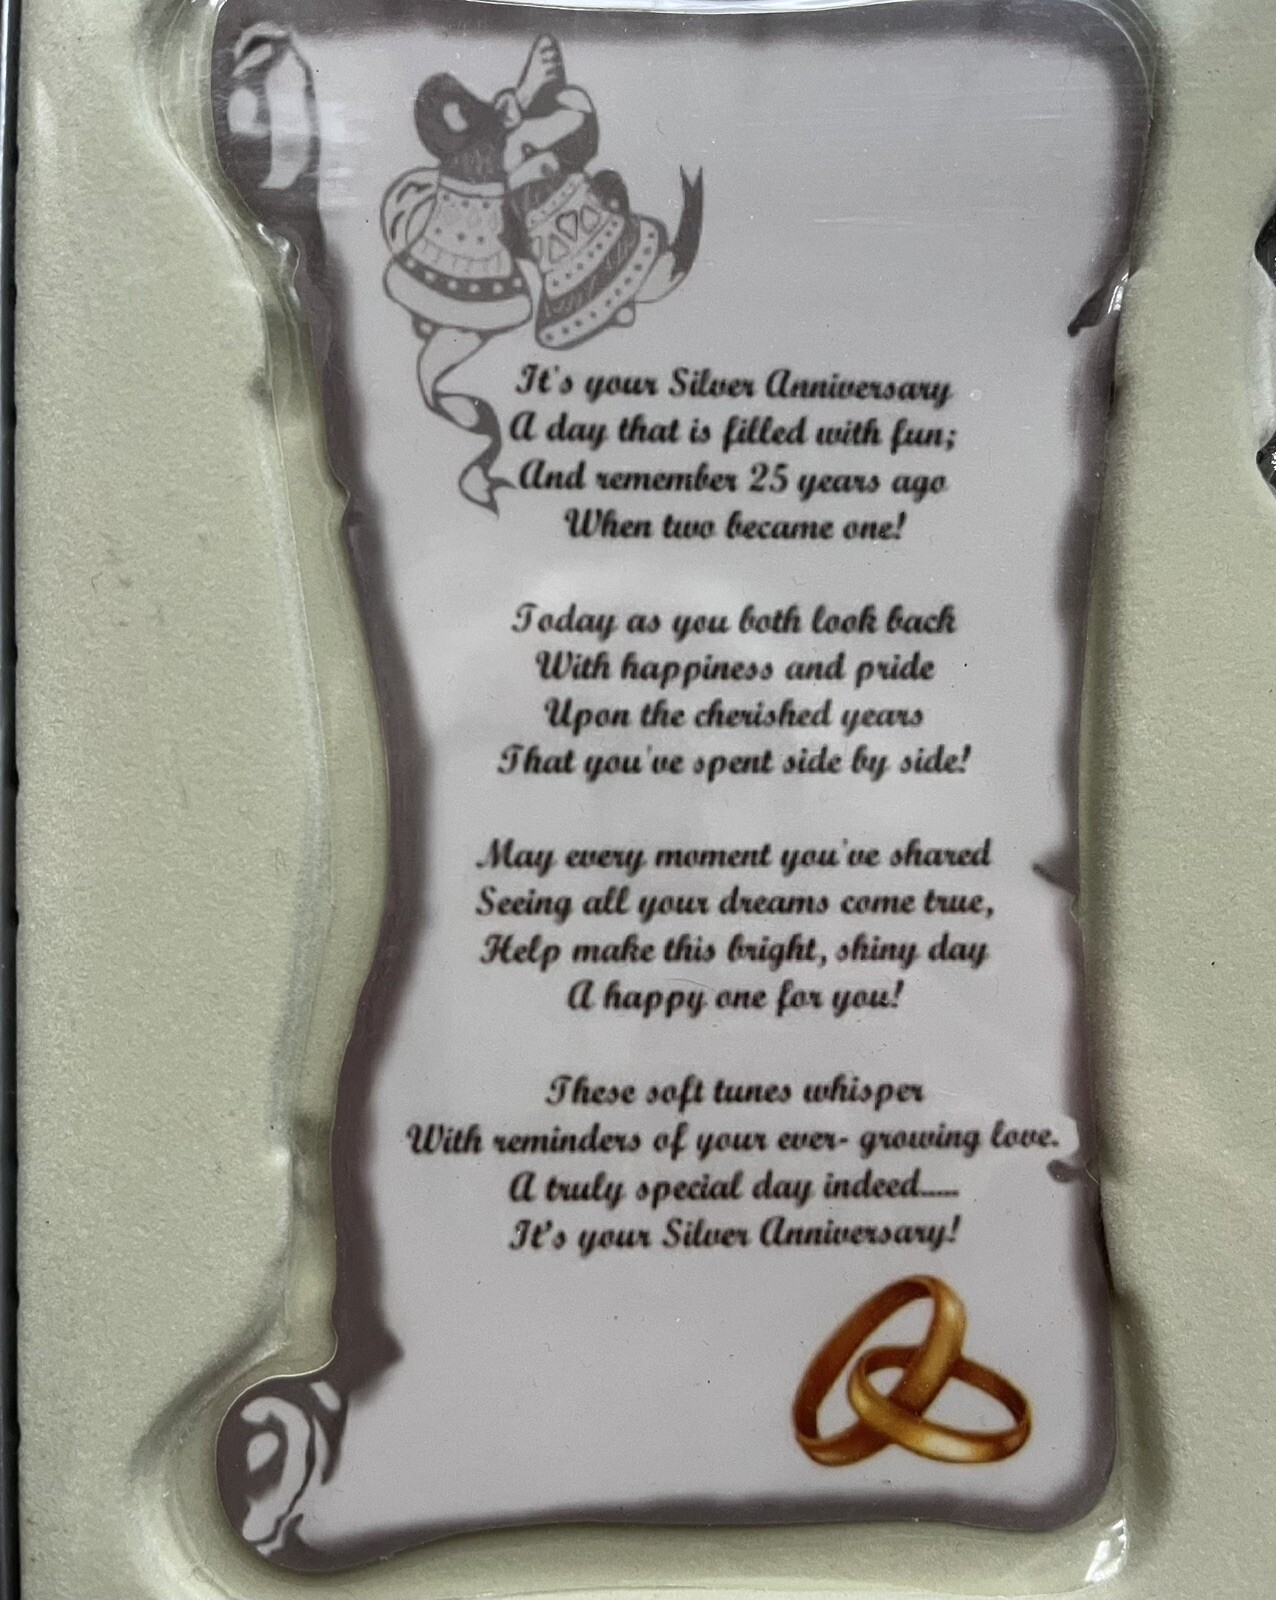 It's your Silver Anniversary
A day that is filled with fun;
And remember 25 years ago
When two became one!
Today as you both look back
With happiness and pride
Upon the cherished years
That you've spent side by side!
May every moment you've shared
Seeing all your dreams come true,
Help make this bright, shiny day
A happy one for you!
These soft tunes whisper
With reminders of your ever- growing love.
A truly special day indeed.....
It's your Silver Anniversary!